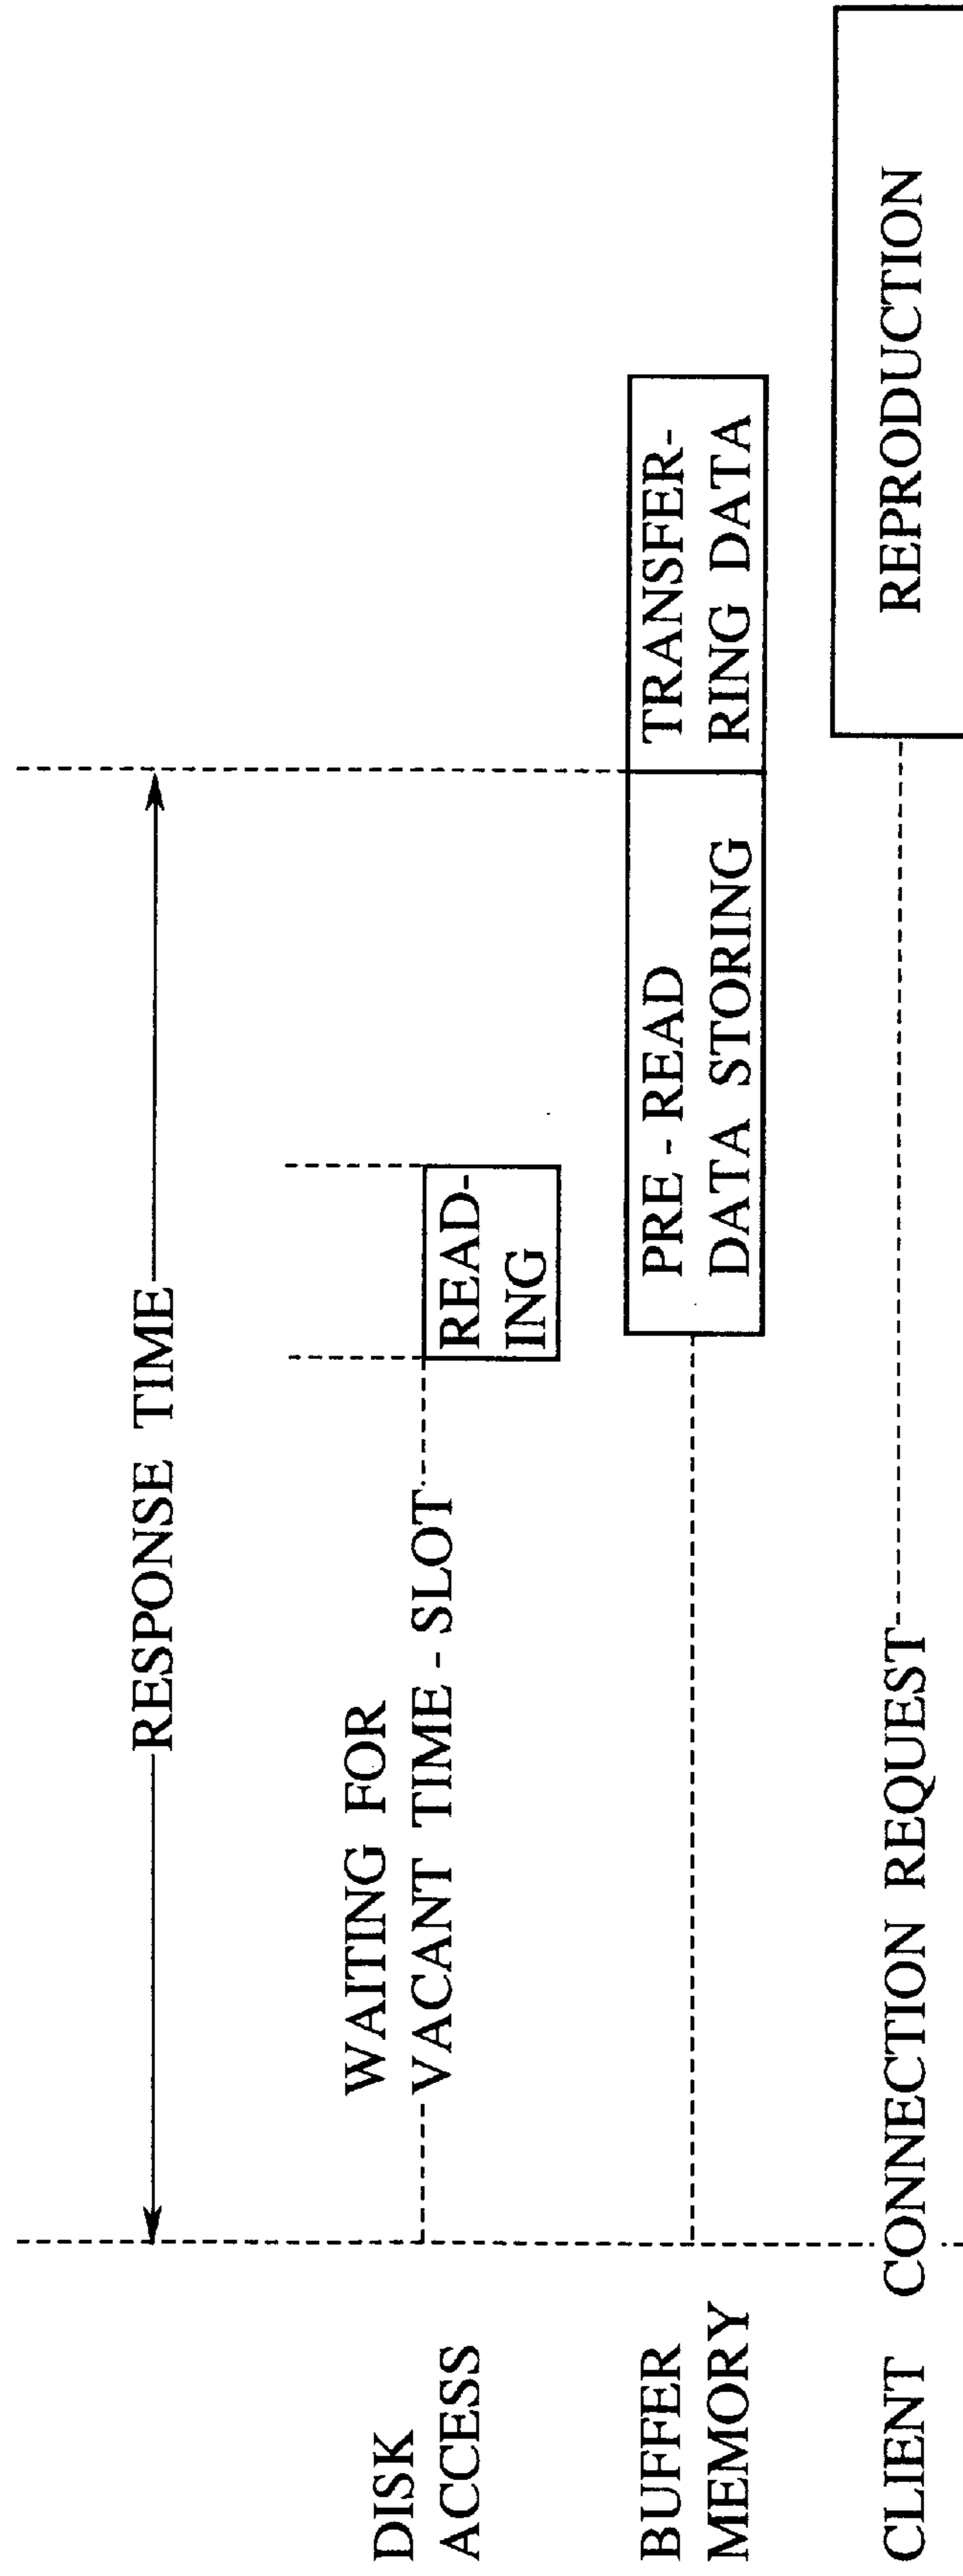 RESPONSE TIME
DISK
ACCESS
WAITING FOR
VACANT TIME - SLOT
READ-
ING
BUFFER
MEMORY
PRE - READ
DATA STORING
TRANSFER-
RING DATA
CLIENT
CONNECTION REQUEST
REPRODUCTION